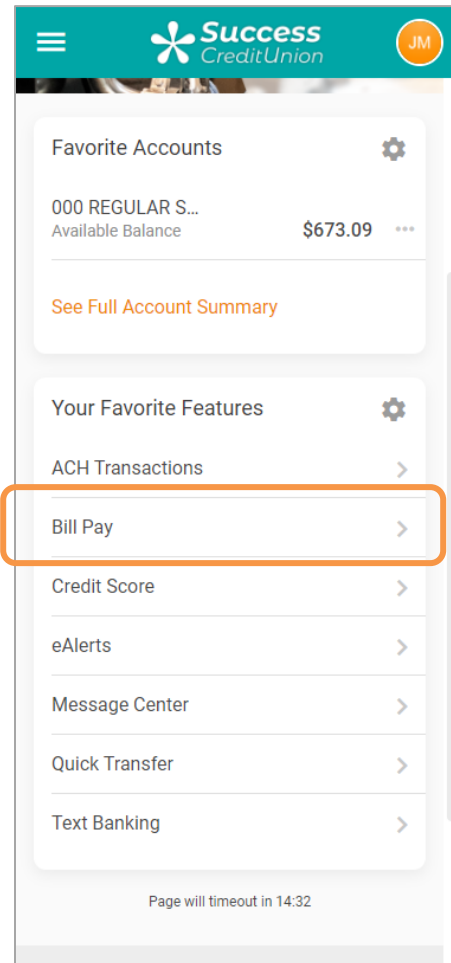 Success
CreditUnion
JM
Favorite Accounts
000 REGULAR S...
Available Balance
$673.09
See Full Account Summary
Your Favorite Features
ACH Transactions
Bill Pay
Credit Score
eAlerts
Message Center
Quick Transfer
Text Banking
Page will timeout in 14:32